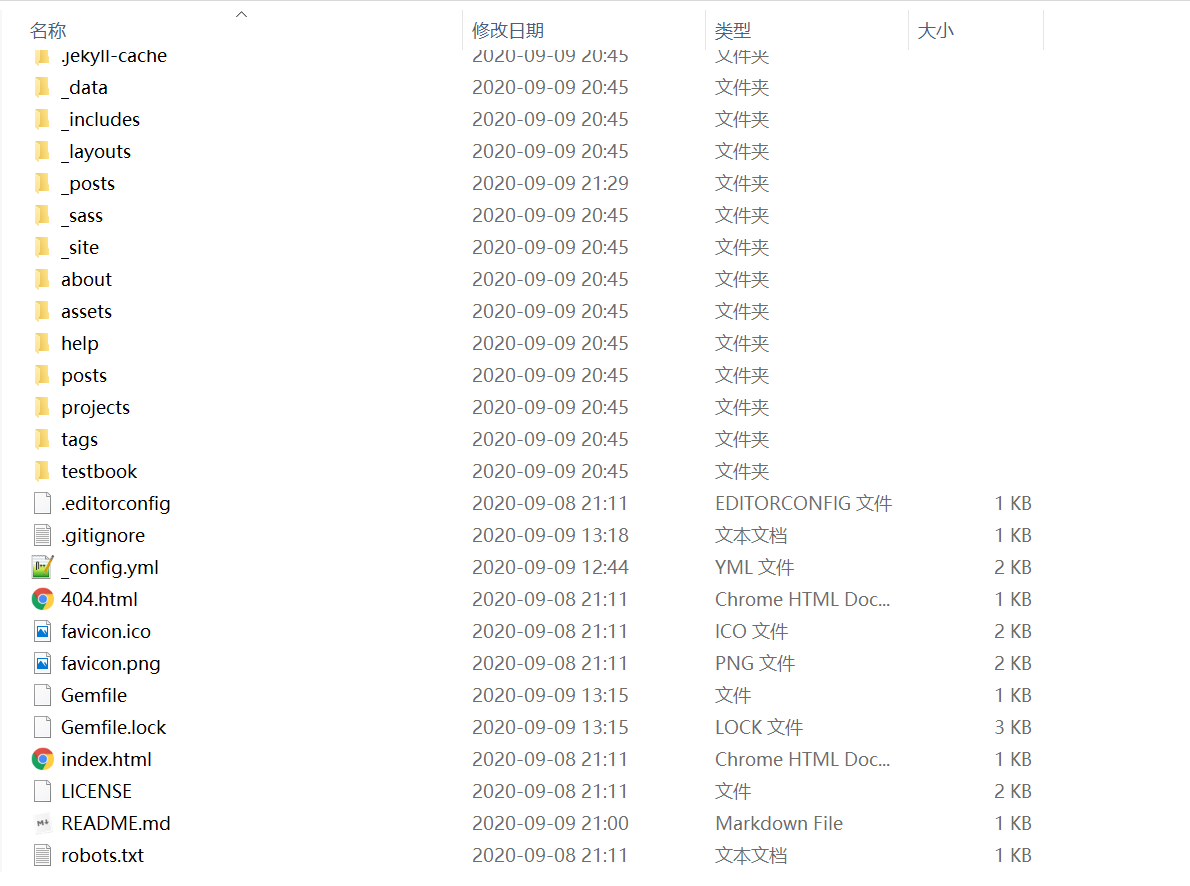 名称 修改日期 类型 大小
.jekyll-cache 2020-09-09 20:45 文件夹
_data 2020-09-09 20:45 文件夹
_includes 2020-09-09 20:45 文件夹
_layouts 2020-09-09 20:45 文件夹
_posts 2020-09-09 21:29 文件夹
_sass 2020-09-09 20:45 文件夹
_site 2020-09-09 20:45 文件夹
about 2020-09-09 20:45 文件夹
assets 2020-09-09 20:45 文件夹
help 2020-09-09 20:45 文件夹
posts 2020-09-09 20:45 文件夹
projects 2020-09-09 20:45 文件夹
tags 2020-09-09 20:45 文件夹
testbook 2020-09-09 20:45 文件夹
.editorconfig 2020-09-08 21:11 EDITORCONFIG 文件 1 KB
.gitignore 2020-09-09 13:18 文本文档 1 KB
_config.yml 2020-09-09 12:44 YML 文件 2 KB
404.html 2020-09-08 21:11 Chrome HTML Doc... 1 KB
favicon.ico 2020-09-08 21:11 ICO 文件 2 KB
favicon.png 2020-09-08 21:11 PNG 文件 2 KB
Gemfile 2020-09-09 13:15 文件 1 KB
Gemfile.lock 2020-09-09 13:15 LOCK 文件 3 KB
index.html 2020-09-08 21:11 Chrome HTML Doc... 1 KB
LICENSE 2020-09-08 21:11 文件 2 KB
README.md 2020-09-09 21:00 Markdown File 1 KB
robots.txt 2020-09-08 21:11 文本文档 1 KB